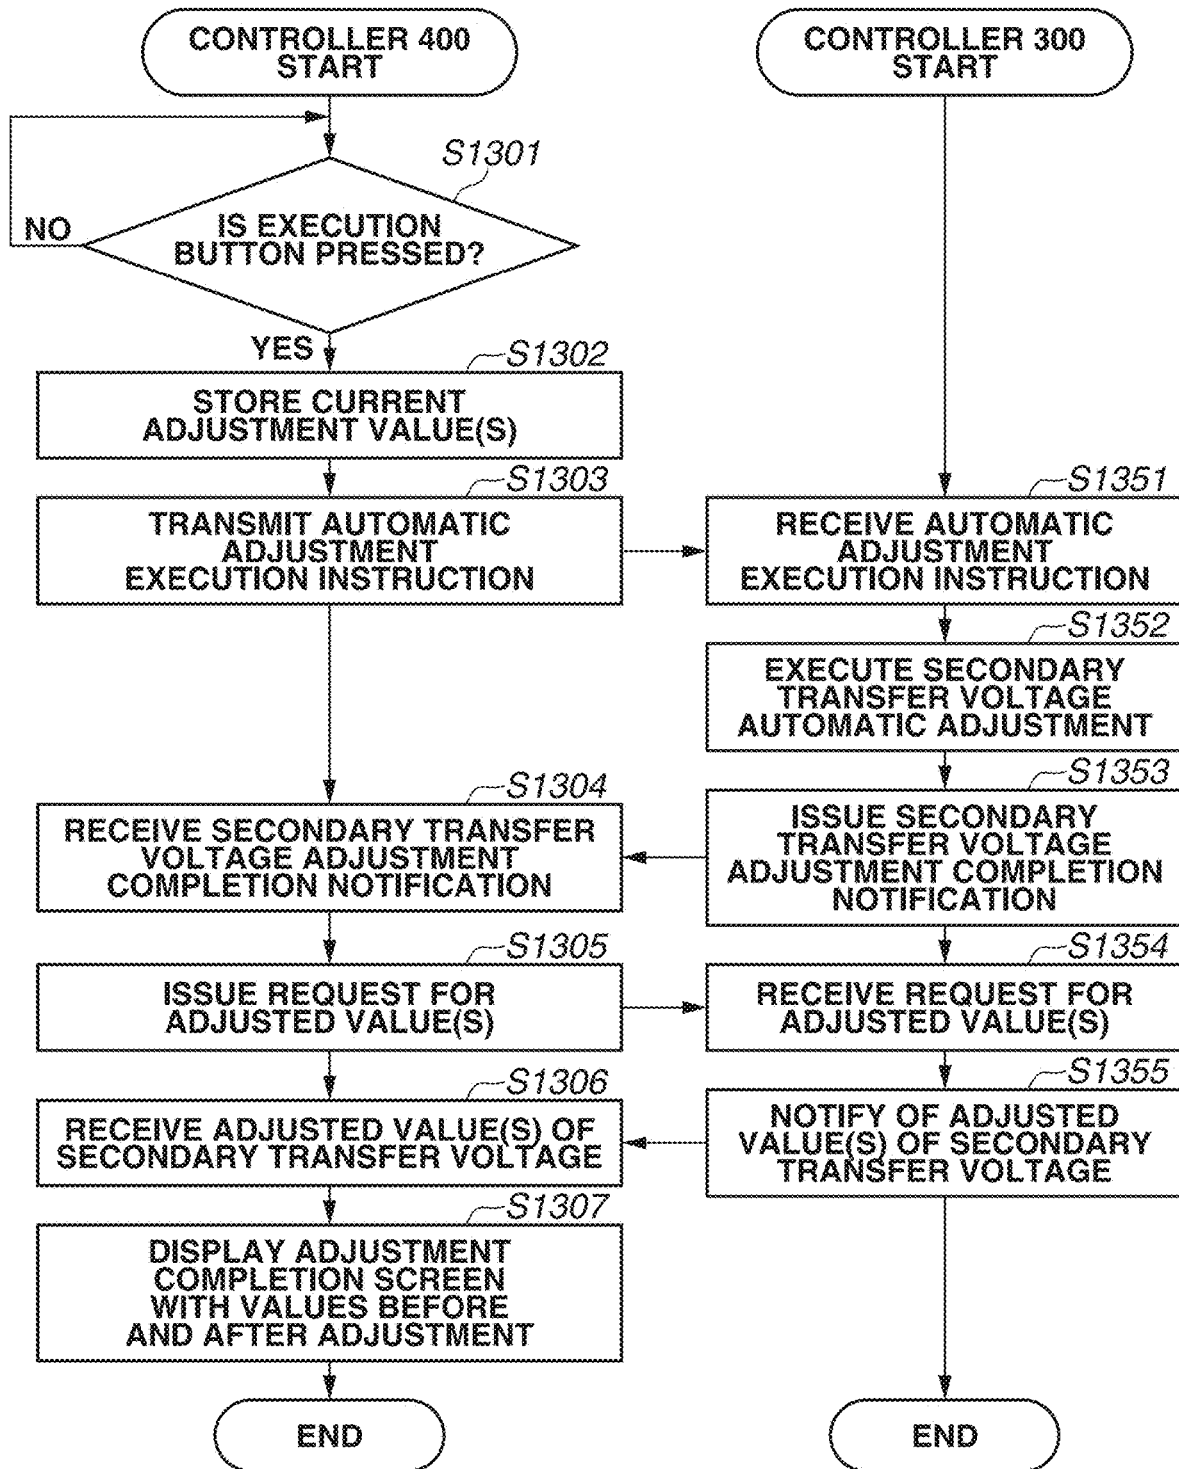 CONTROLLER 400
START
CONTROLLER 300
START
S1301
IS EXECUTION
BUTTON PRESSED?
NO
YES
S1302
STORE CURRENT
ADJUSTMENT VALUE(S)
S1303
TRANSMIT AUTOMATIC
ADJUSTMENT
EXECUTION INSTRUCTION
S1351
RECEIVE AUTOMATIC
ADJUSTMENT
EXECUTION INSTRUCTION
S1352
EXECUTE SECONDARY
TRANSFER VOLTAGE
AUTOMATIC ADJUSTMENT
S1353
ISSUE SECONDARY
TRANSFER VOLTAGE
ADJUSTMENT COMPLETION
NOTIFICATION
S1304
RECEIVE SECONDARY TRANSFER
VOLTAGE ADJUSTMENT
COMPLETION NOTIFICATION
S1305
ISSUE REQUEST FOR
ADJUSTED VALUE(S)
S1354
RECEIVE REQUEST FOR
ADJUSTED VALUE(S)
S1355
NOTIFY OF ADJUSTED
VALUE(S) OF SECONDARY
TRANSFER VOLTAGE
S1306
RECEIVE ADJUSTED VALUE(S) OF
SECONDARY TRANSFER VOLTAGE
S1307
DISPLAY ADJUSTMENT
COMPLETION SCREEN
WITH VALUES BEFORE
AND AFTER ADJUSTMENT
END
END